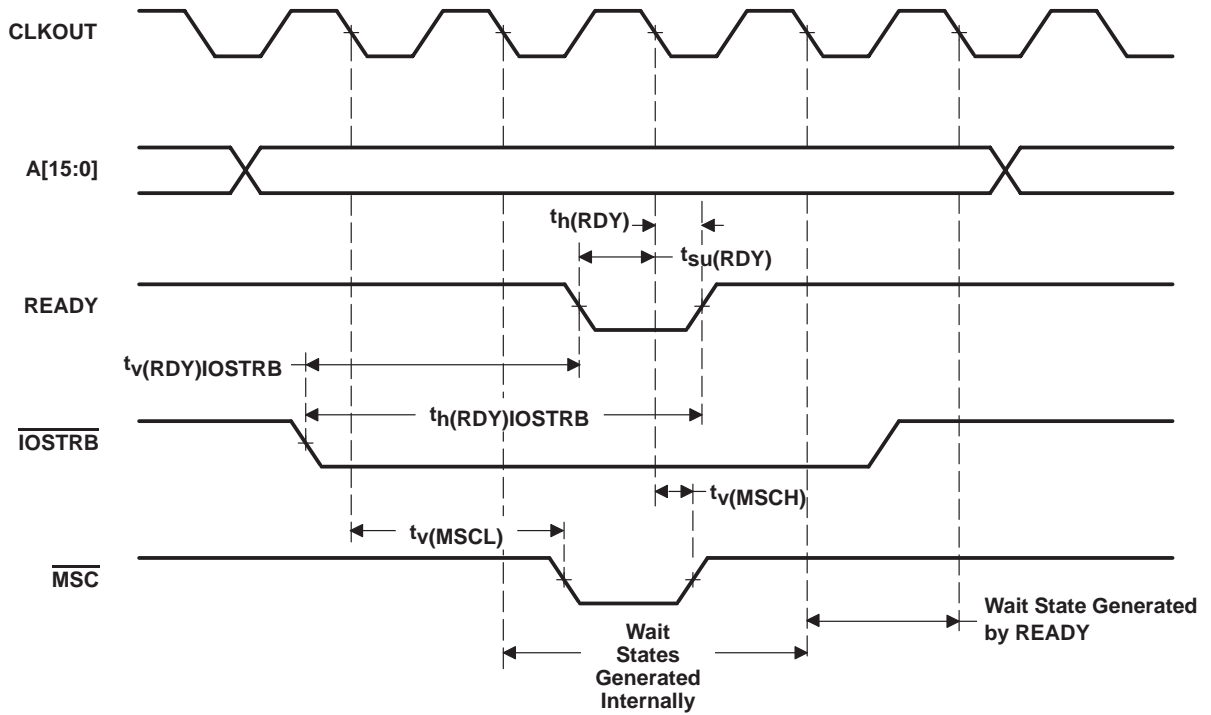 CLKOUT
A[15:0]
th(RDY)
tsu(RDY)
READY
tv(RDY)IOSTRB
th(RDY)IOSTRB
IOSTRB
tv(MSCH)
tv(MSCL)
MSC
Wait State Generated
by READY
Wait
States
Generated
Internally